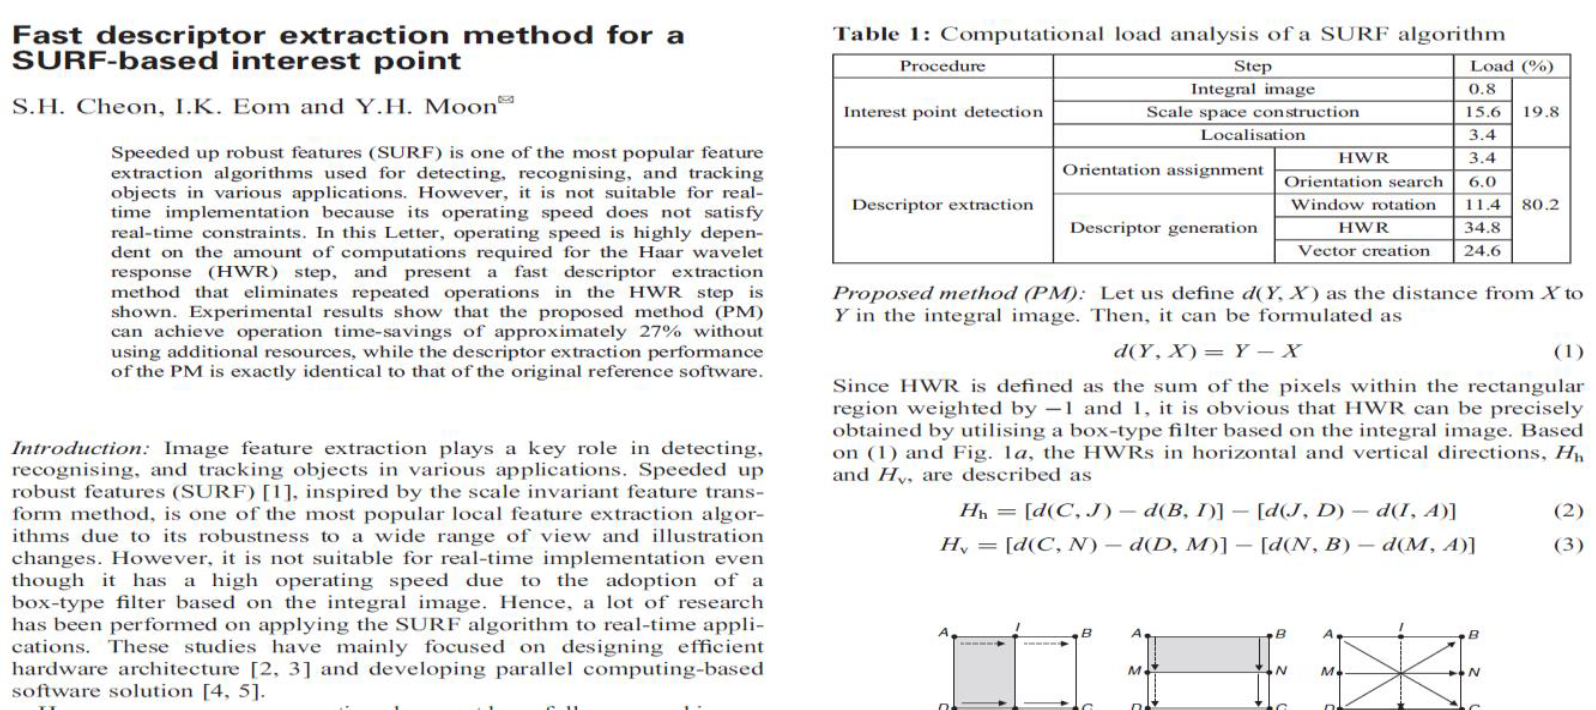 Fast descriptor extraction method for a
SURF-based interest point
S.H. Cheon, I.K. Eom and Y.H. Moon✉
Speeded up robust features (SURF) is one of the most popular feature
extraction algorithms used for detecting, recognising, and tracking
objects in various applications. However, it is not suitable for real-
time implementation because its operating speed does not satisfy
real-time constraints. In this Letter, operating speed is highly depen-
dent on the amount of computations required for the Haar wavelet
response (HWR) step, and present a fast descriptor extraction
method that eliminates repeated operations in the HWR step is
shown. Experimental results show that the proposed method (PM)
can achieve operation time-savings of approximately 27% without
using additional resources, while the descriptor extraction performance
of the PM is exactly identical to that of the original reference software.
Introduction: Image feature extraction plays a key role in detecting,
recognising, and tracking objects in various applications. Speeded up
robust features (SURF) [1], inspired by the scale invariant feature trans-
form method, is one of the most popular local feature extraction algor-
ithms due to its robustness to a wide range of view and illustration
changes. However, it is not suitable for real-time implementation even
though it has a high operating speed due to the adoption of a
box-type filter based on the integral image. Hence, a lot of research
has been performed on applying the SURF algorithm to real-time appli-
cations. These studies have mainly focused on designing efficient
hardware architecture [2, 3] and developing parallel computing-based
software solution [4, 5].
Table 1: Computational load analysis of a SURF algorithm
Procedure Step Load (%)
Interest point detection Integral image 0.8 19.8
Scale space construction 15.6
Localisation 3.4
Descriptor extraction Orientation assignment HWR 3.4 80.2
Orientation search 6.0
Descriptor generation Window rotation 11.4
HWR 34.8
Vector creation 24.6
Proposed method (PM): Let us define d(Y, X) as the distance from X to
Y in the integral image. Then, it can be formulated as
d(Y, X) = Y − X (1)
Since HWR is defined as the sum of the pixels within the rectangular
region weighted by −1 and 1, it is obvious that HWR can be precisely
obtained by utilising a box-type filter based on the integral image. Based
on (1) and Fig. 1a, the HWRs in horizontal and vertical directions, Hh
and Hv, are described as
Hh = [d(C, J) − d(B, I)] − [d(J, D) − d(I, A)] (2)
Hv = [d(C, N) − d(D, M)] − [d(N, B) − d(M, A)] (3)
A I B A B A I B
M N M N